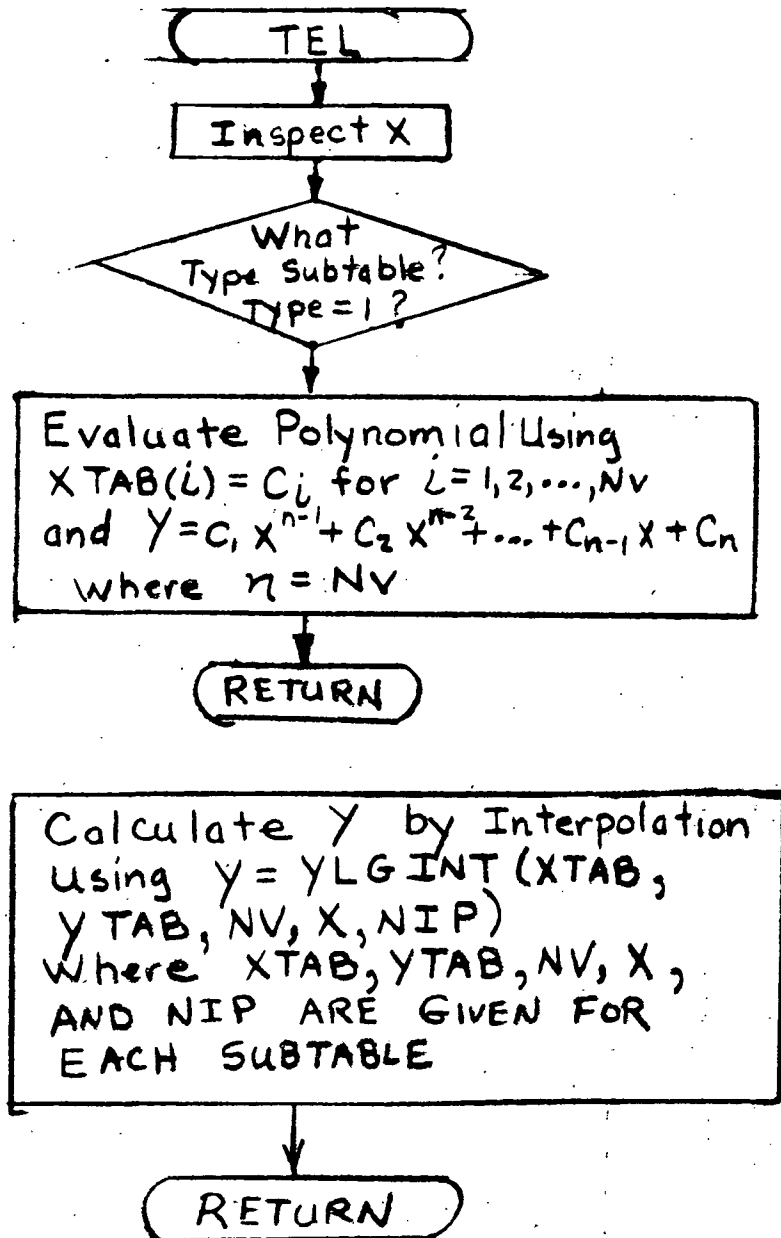 TEL
Inspect X
What
Type Subtable?
Type = 1 ?
Evaluate Polynomial Using
XTAB(i) = Ci for i = 1, 2, ..., NV
and Y = C₁ X^{n-1} + C₂ X^{n-2} + ... + C_{n-1} X + C_n
where n = NV
RETURN
Calculate Y by Interpolation
using Y = YLGINT (XTAB,
YTAB, NV, X, NIP)
Where XTAB, YTAB, NV, X,
AND NIP ARE GIVEN FOR
EACH SUBTABLE
RETURN